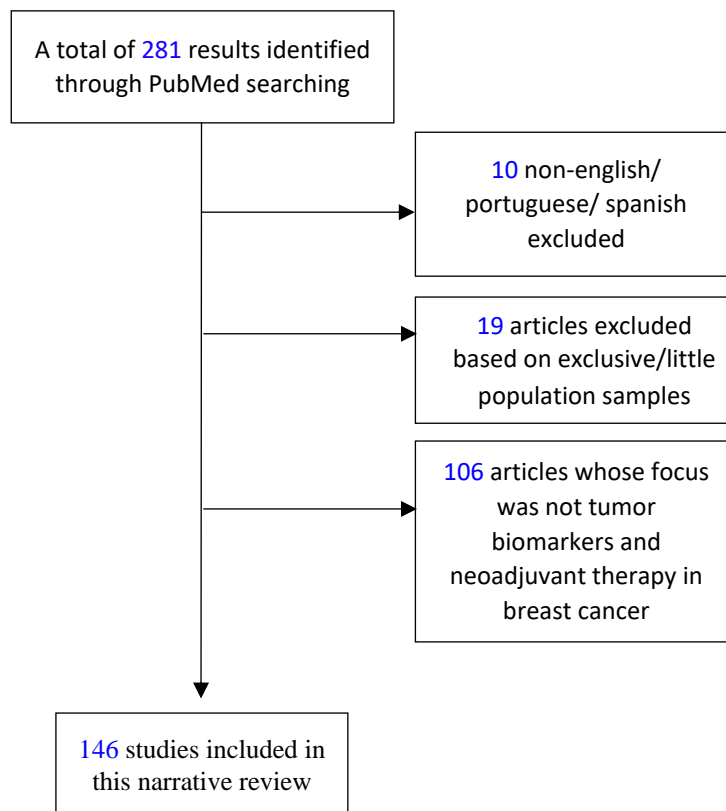 A total of 281 results identified
through PubMed searching
10 non-english/
portuguese/ spanish
excluded
19 articles excluded
based on exclusive/little
population samples
106 articles whose focus
was not tumor
biomarkers and
neoadjuvant therapy in
breast cancer
146 studies included in
this narrative review